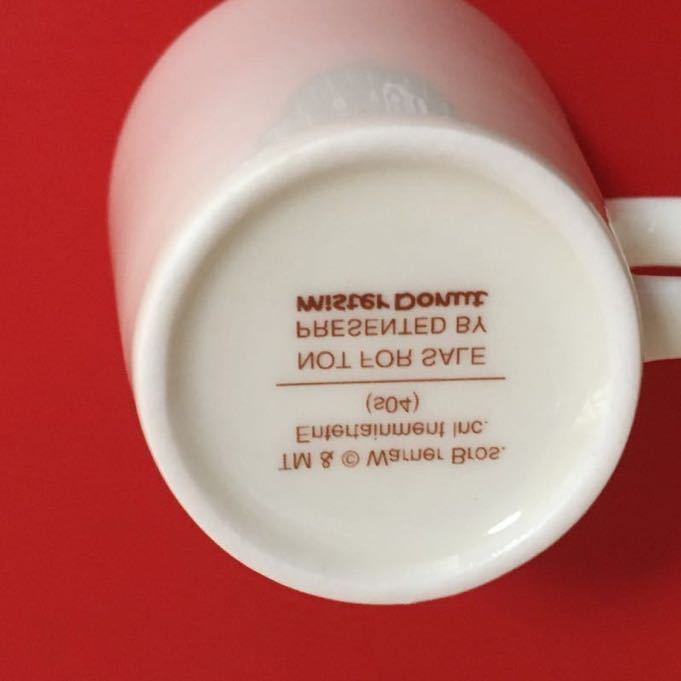 TM & © Warner Bros.
Entertainment Inc.
(s04)
NOT FOR SALE
PRESENTED BY
mister Donut